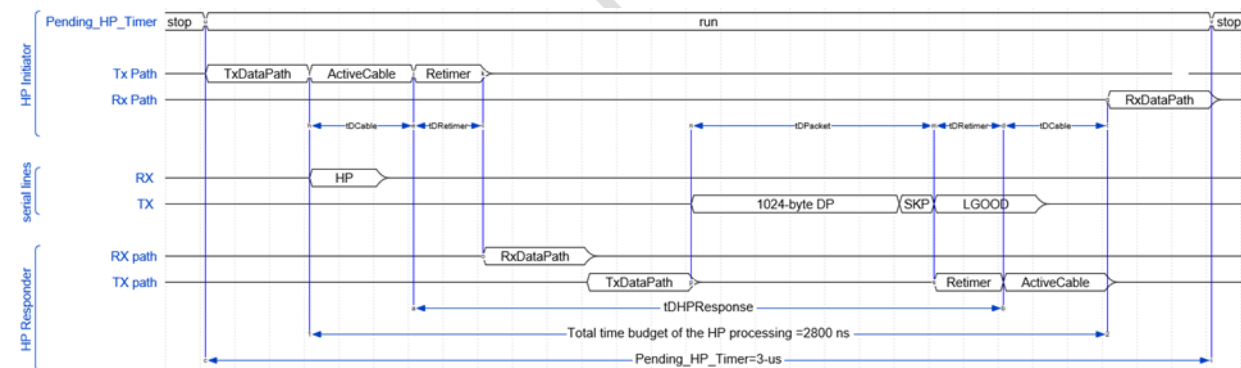 Pending_HP_Timer stop run stop
HP Initiator
Tx Path TxDataPath ActiveCable Retimer
Rx Path RxDataPath
tDCable tDRetimer tDPacket tDRetimer tDCable
serial lines
RX HP
TX 1024-byte DP SKP LGOOD
HP Responder
RX path RxDataPath
TX path TxDataPath Retimer ActiveCable
tDHPResponse
Total time budget of the HP processing =2800 ns
Pending_HP_Timer=3-us